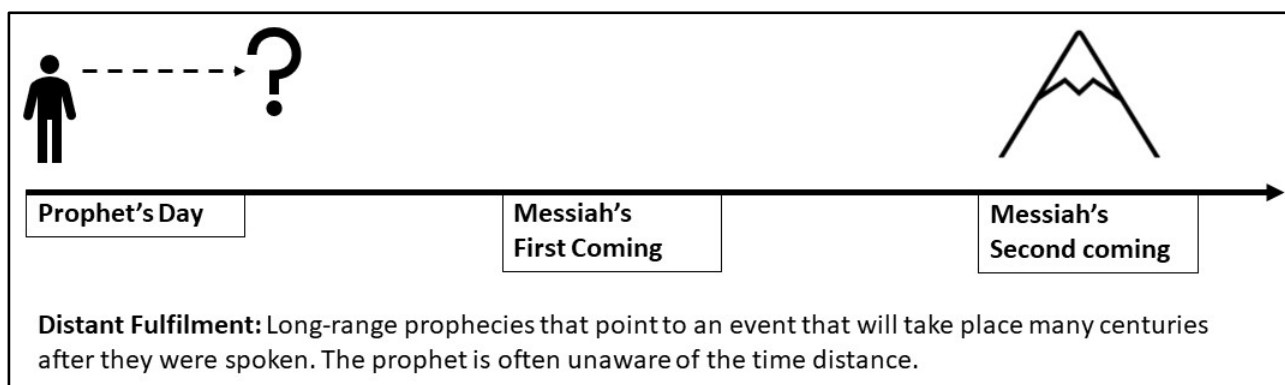 ?
Prophet's Day
Messiah's
First Coming
Messiah's
Second coming
Distant Fulfilment: Long-range prophecies that point to an event that will take place many centuries
after they were spoken. The prophet is often unaware of the time distance.